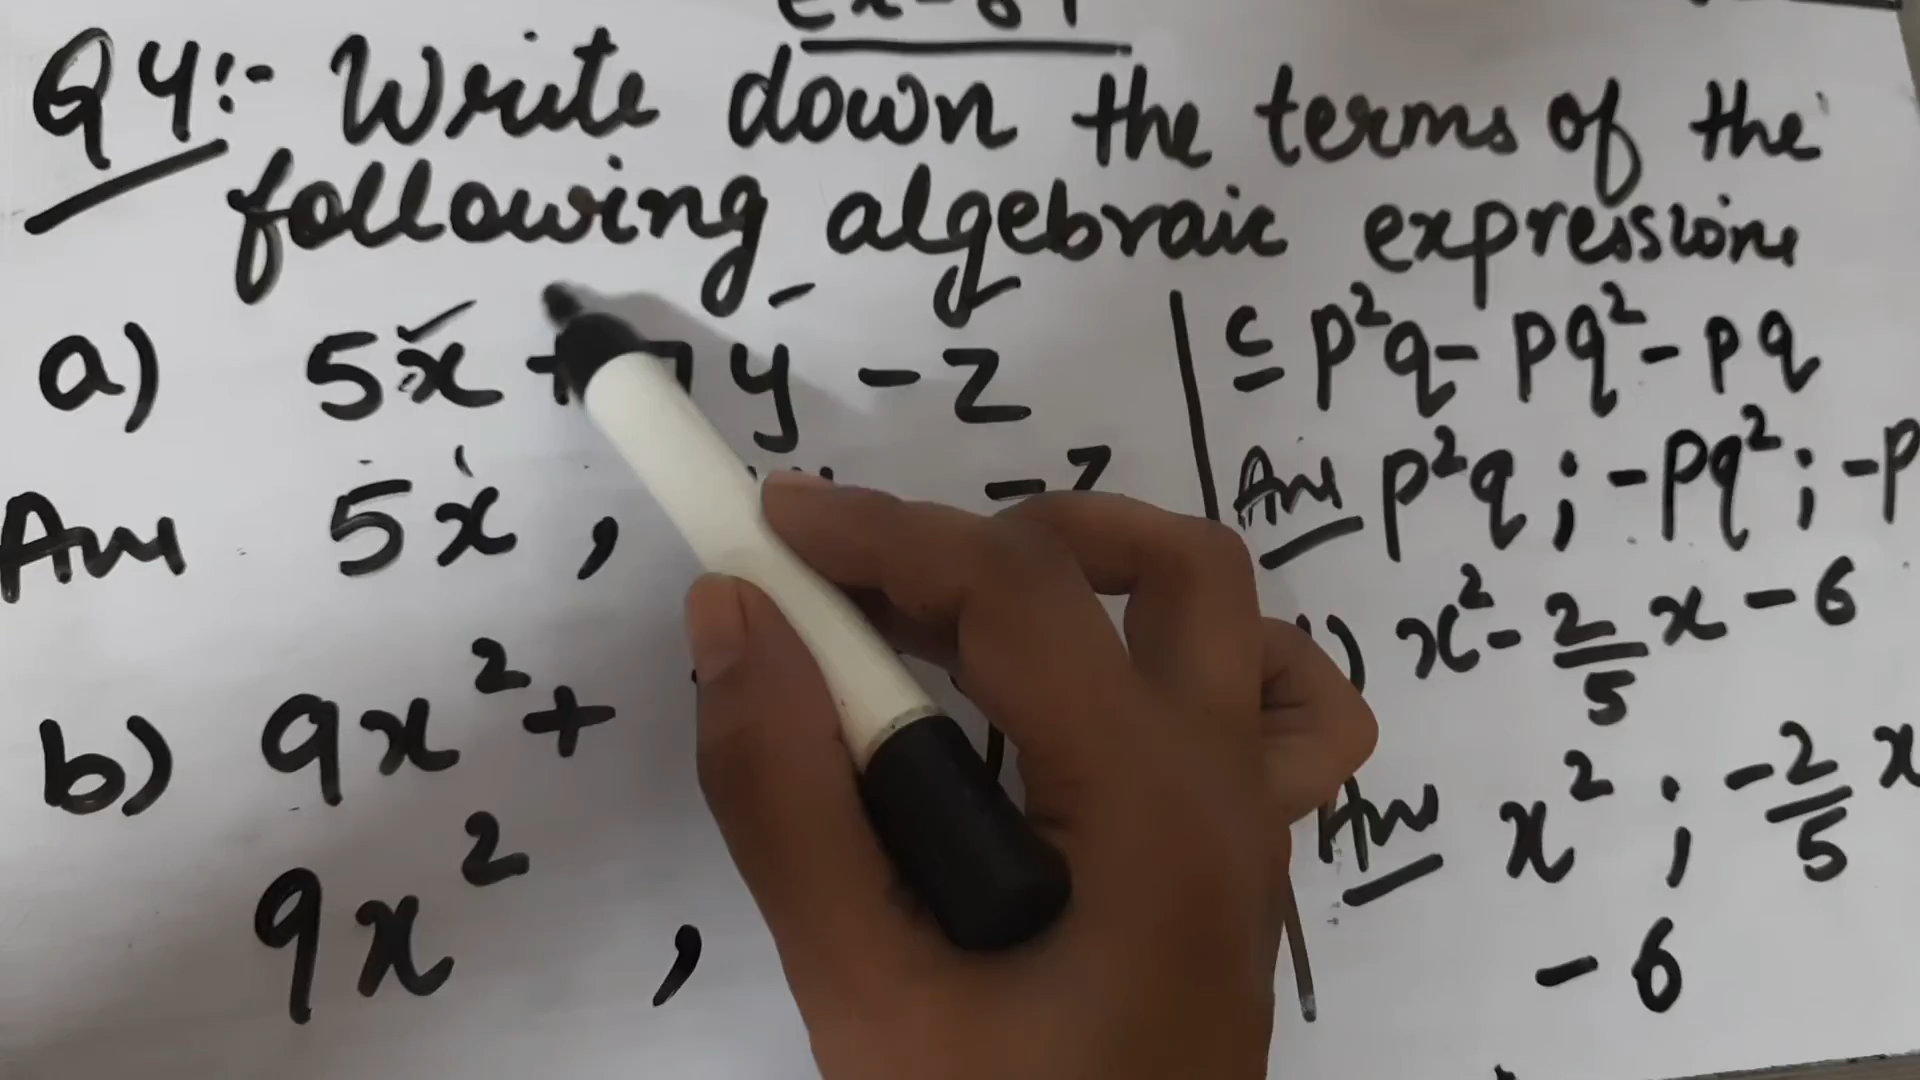 Q4:- Write down the terms of the
following algebraic expressions
a) 5x + y - z
Ans 5x , -z
b) 9x² +
9x² ,
c p²q - pq² - pq
Ans p²q ; -pq² ; -p
) x² - 2/5 x - 6
Ans x² ; -2/5 x
- 6